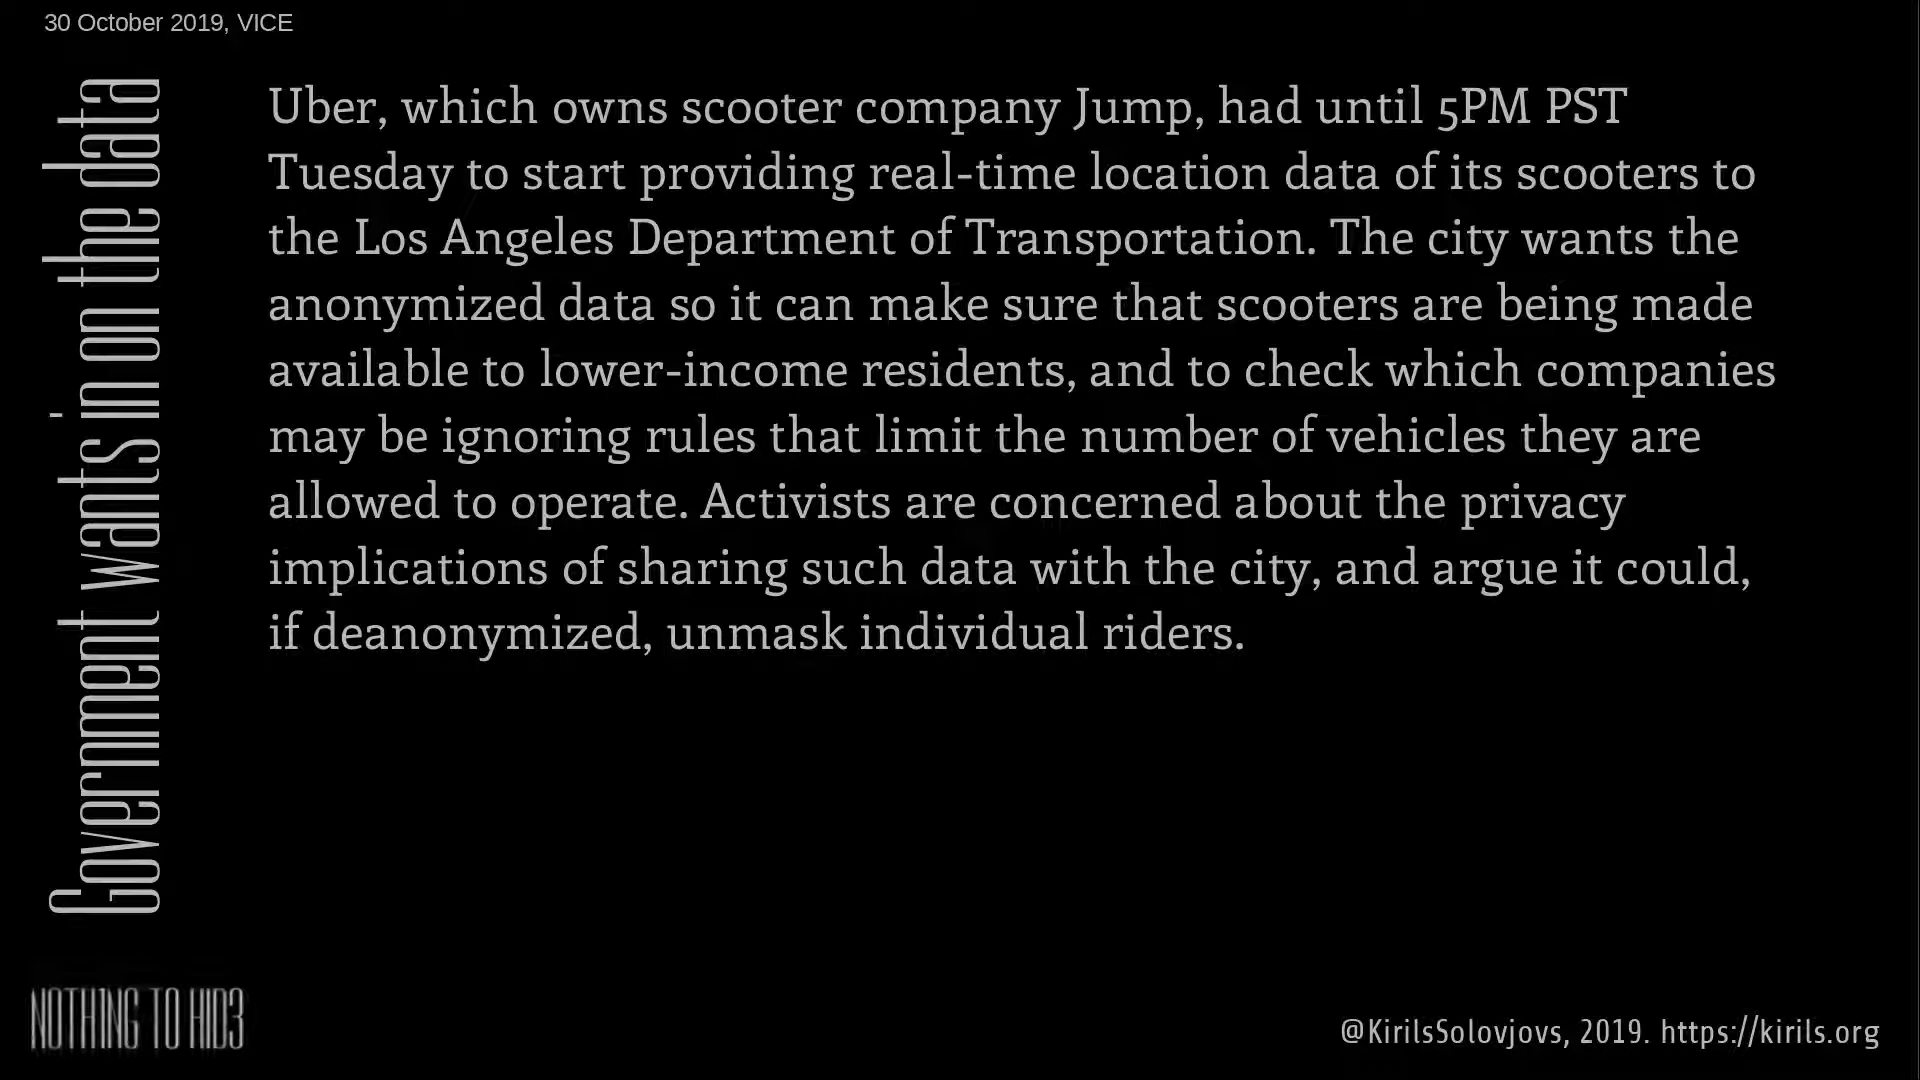 30 October 2019, VICE
Government wants in on the data
Uber, which owns scooter company Jump, had until 5PM PST
Tuesday to start providing real-time location data of its scooters to
the Los Angeles Department of Transportation. The city wants the
anonymized data so it can make sure that scooters are being made
available to lower-income residents, and to check which companies
may be ignoring rules that limit the number of vehicles they are
allowed to operate. Activists are concerned about the privacy
implications of sharing such data with the city, and argue it could,
if deanonymized, unmask individual riders.
NOTH1NG TO HID3
@KirilsSolovjovs, 2019. https://kirils.org